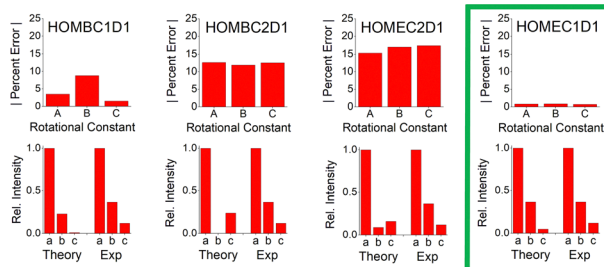 HOMBC1D1
| Percent Error |
25
20
15
10
5
0
A B C
Rotational Constant
HOMBC2D1
| Percent Error |
25
20
15
10
5
0
A B C
Rotational Constant
HOMEC2D1
| Percent Error |
25
20
15
10
5
0
A B C
Rotational Constant
HOMEC1D1
| Percent Error |
25
20
15
10
5
0
A B C
Rotational Constant
Rel. Intensity
1.0
0.5
0.0
a b c a b c
Theory Exp
Rel. Intensity
1.0
0.5
0.0
a b c a b c
Theory Exp
Rel. Intensity
1.0
0.5
0.0
a b c a b c
Theory Exp
Rel. Intensity
1.0
0.5
0.0
a b c a b c
Theory Exp